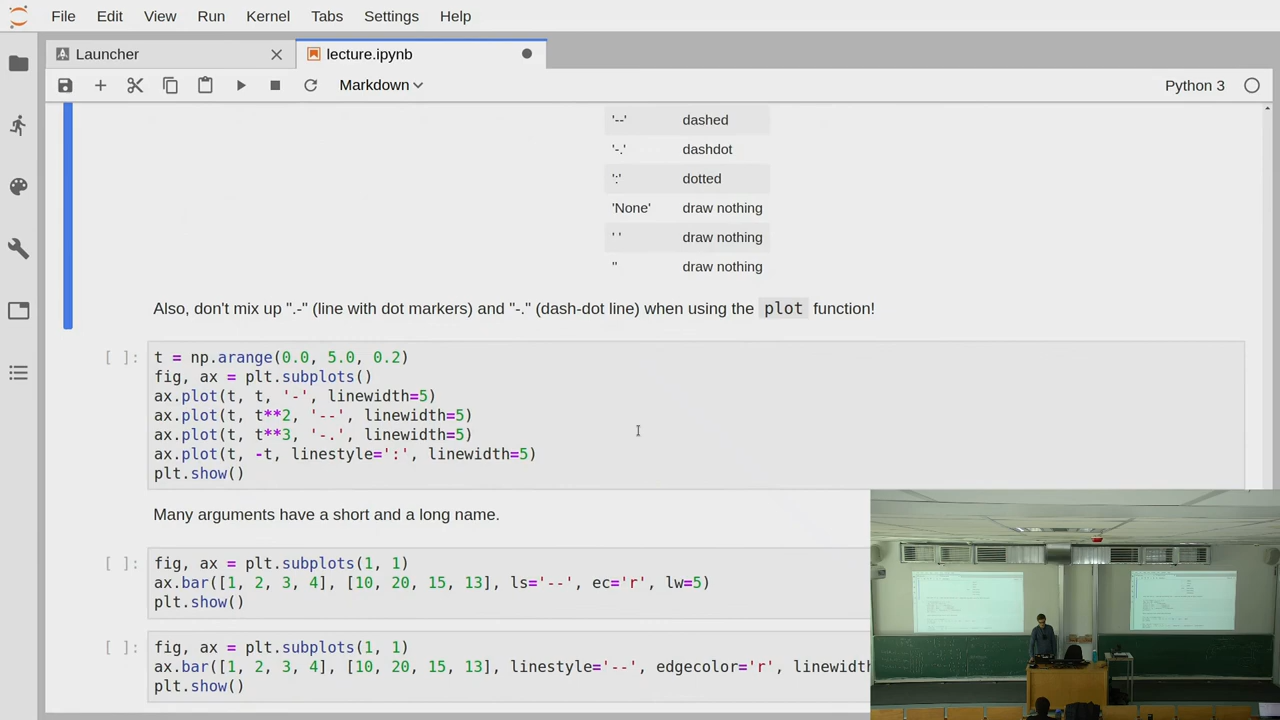 File Edit View Run Kernel Tabs Settings Help
Launcher
lecture.ipynb
Markdown
Python 3
'--' dashed
'-.' dashdot
':' dotted
'None' draw nothing
' ' draw nothing
'' draw nothing
Also, don't mix up ".-" (line with dot markers) and "-." (dash-dot line) when using the plot function!
[ ]:
t = np.arange(0.0, 5.0, 0.2)
fig, ax = plt.subplots()
ax.plot(t, t, '-', linewidth=5)
ax.plot(t, t**2, '--', linewidth=5)
ax.plot(t, t**3, '-.', linewidth=5)
ax.plot(t, -t, linestyle=':', linewidth=5)
plt.show()
Many arguments have a short and a long name.
[ ]:
fig, ax = plt.subplots(1, 1)
ax.bar([1, 2, 3, 4], [10, 20, 15, 13], ls='--', ec='r', lw=5)
plt.show()
[ ]:
fig, ax = plt.subplots(1, 1)
ax.bar([1, 2, 3, 4], [10, 20, 15, 13], linestyle='--', edgecolor='r', linewidth
plt.show()